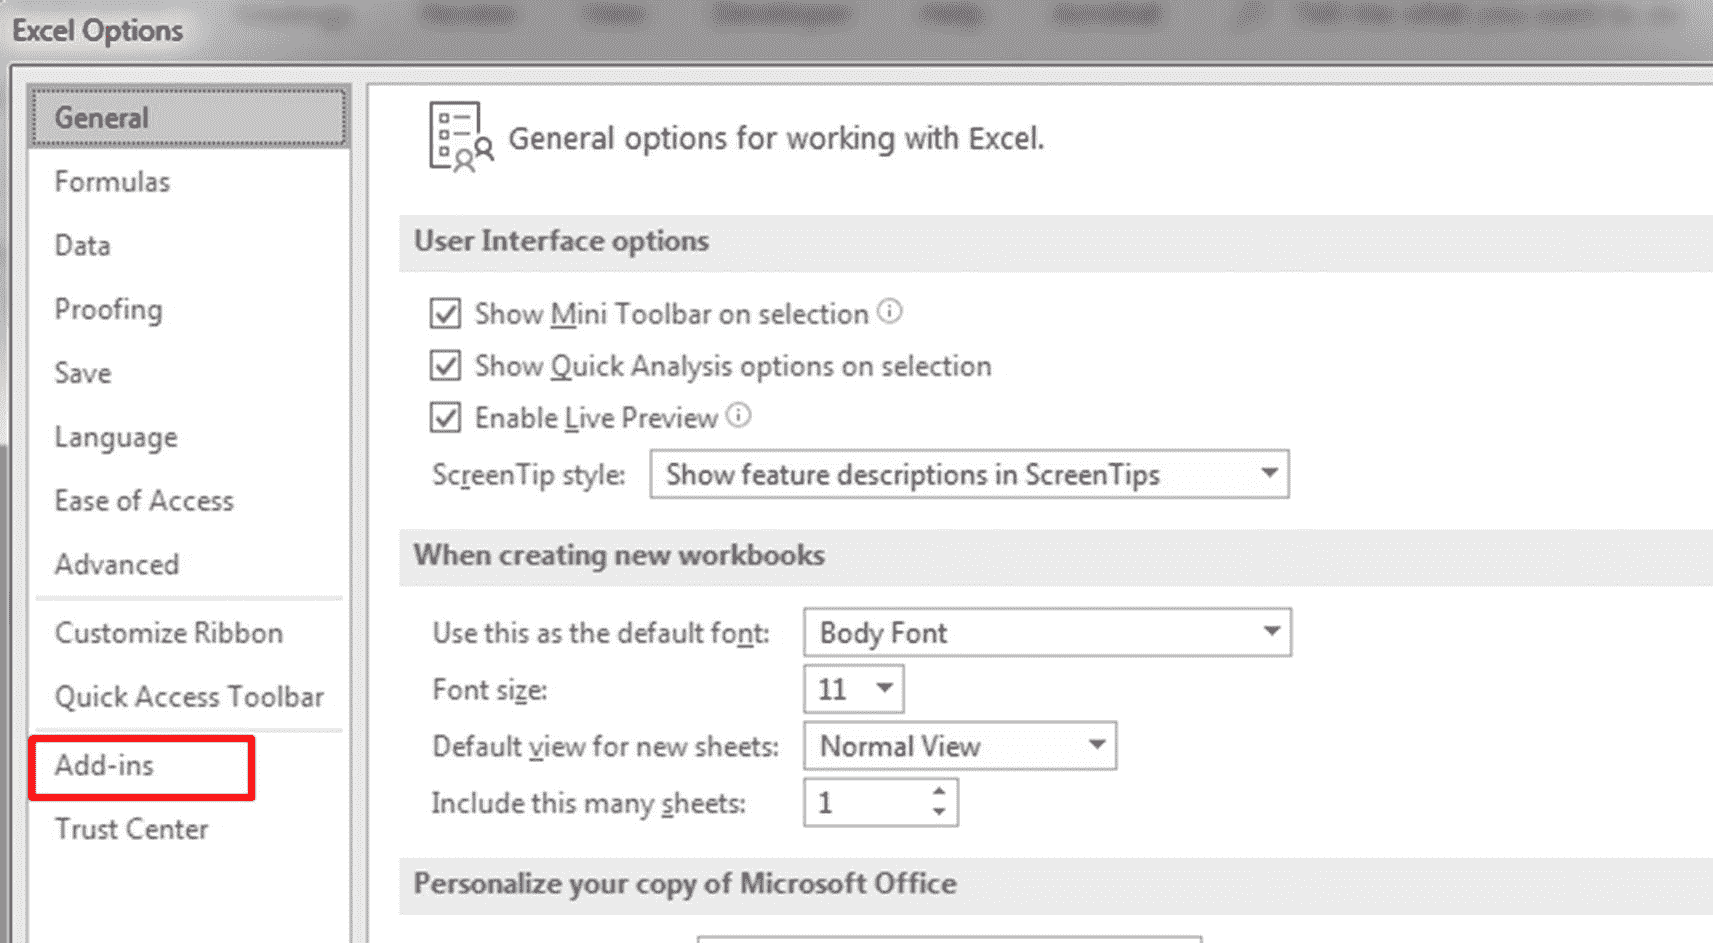 Excel Options
General
Formulas
Data
Proofing
Save
Language
Ease of Access
Advanced
Customize Ribbon
Quick Access Toolbar
Add-ins
Trust Center
General options for working with Excel.
User Interface options
Show Mini Toolbar on selection
Show Quick Analysis options on selection
Enable Live Preview
ScreenTip style: Show feature descriptions in ScreenTips
When creating new workbooks
Use this as the default font: Body Font
Font size: 11
Default view for new sheets: Normal View
Include this many sheets: 1
Personalize your copy of Microsoft Office